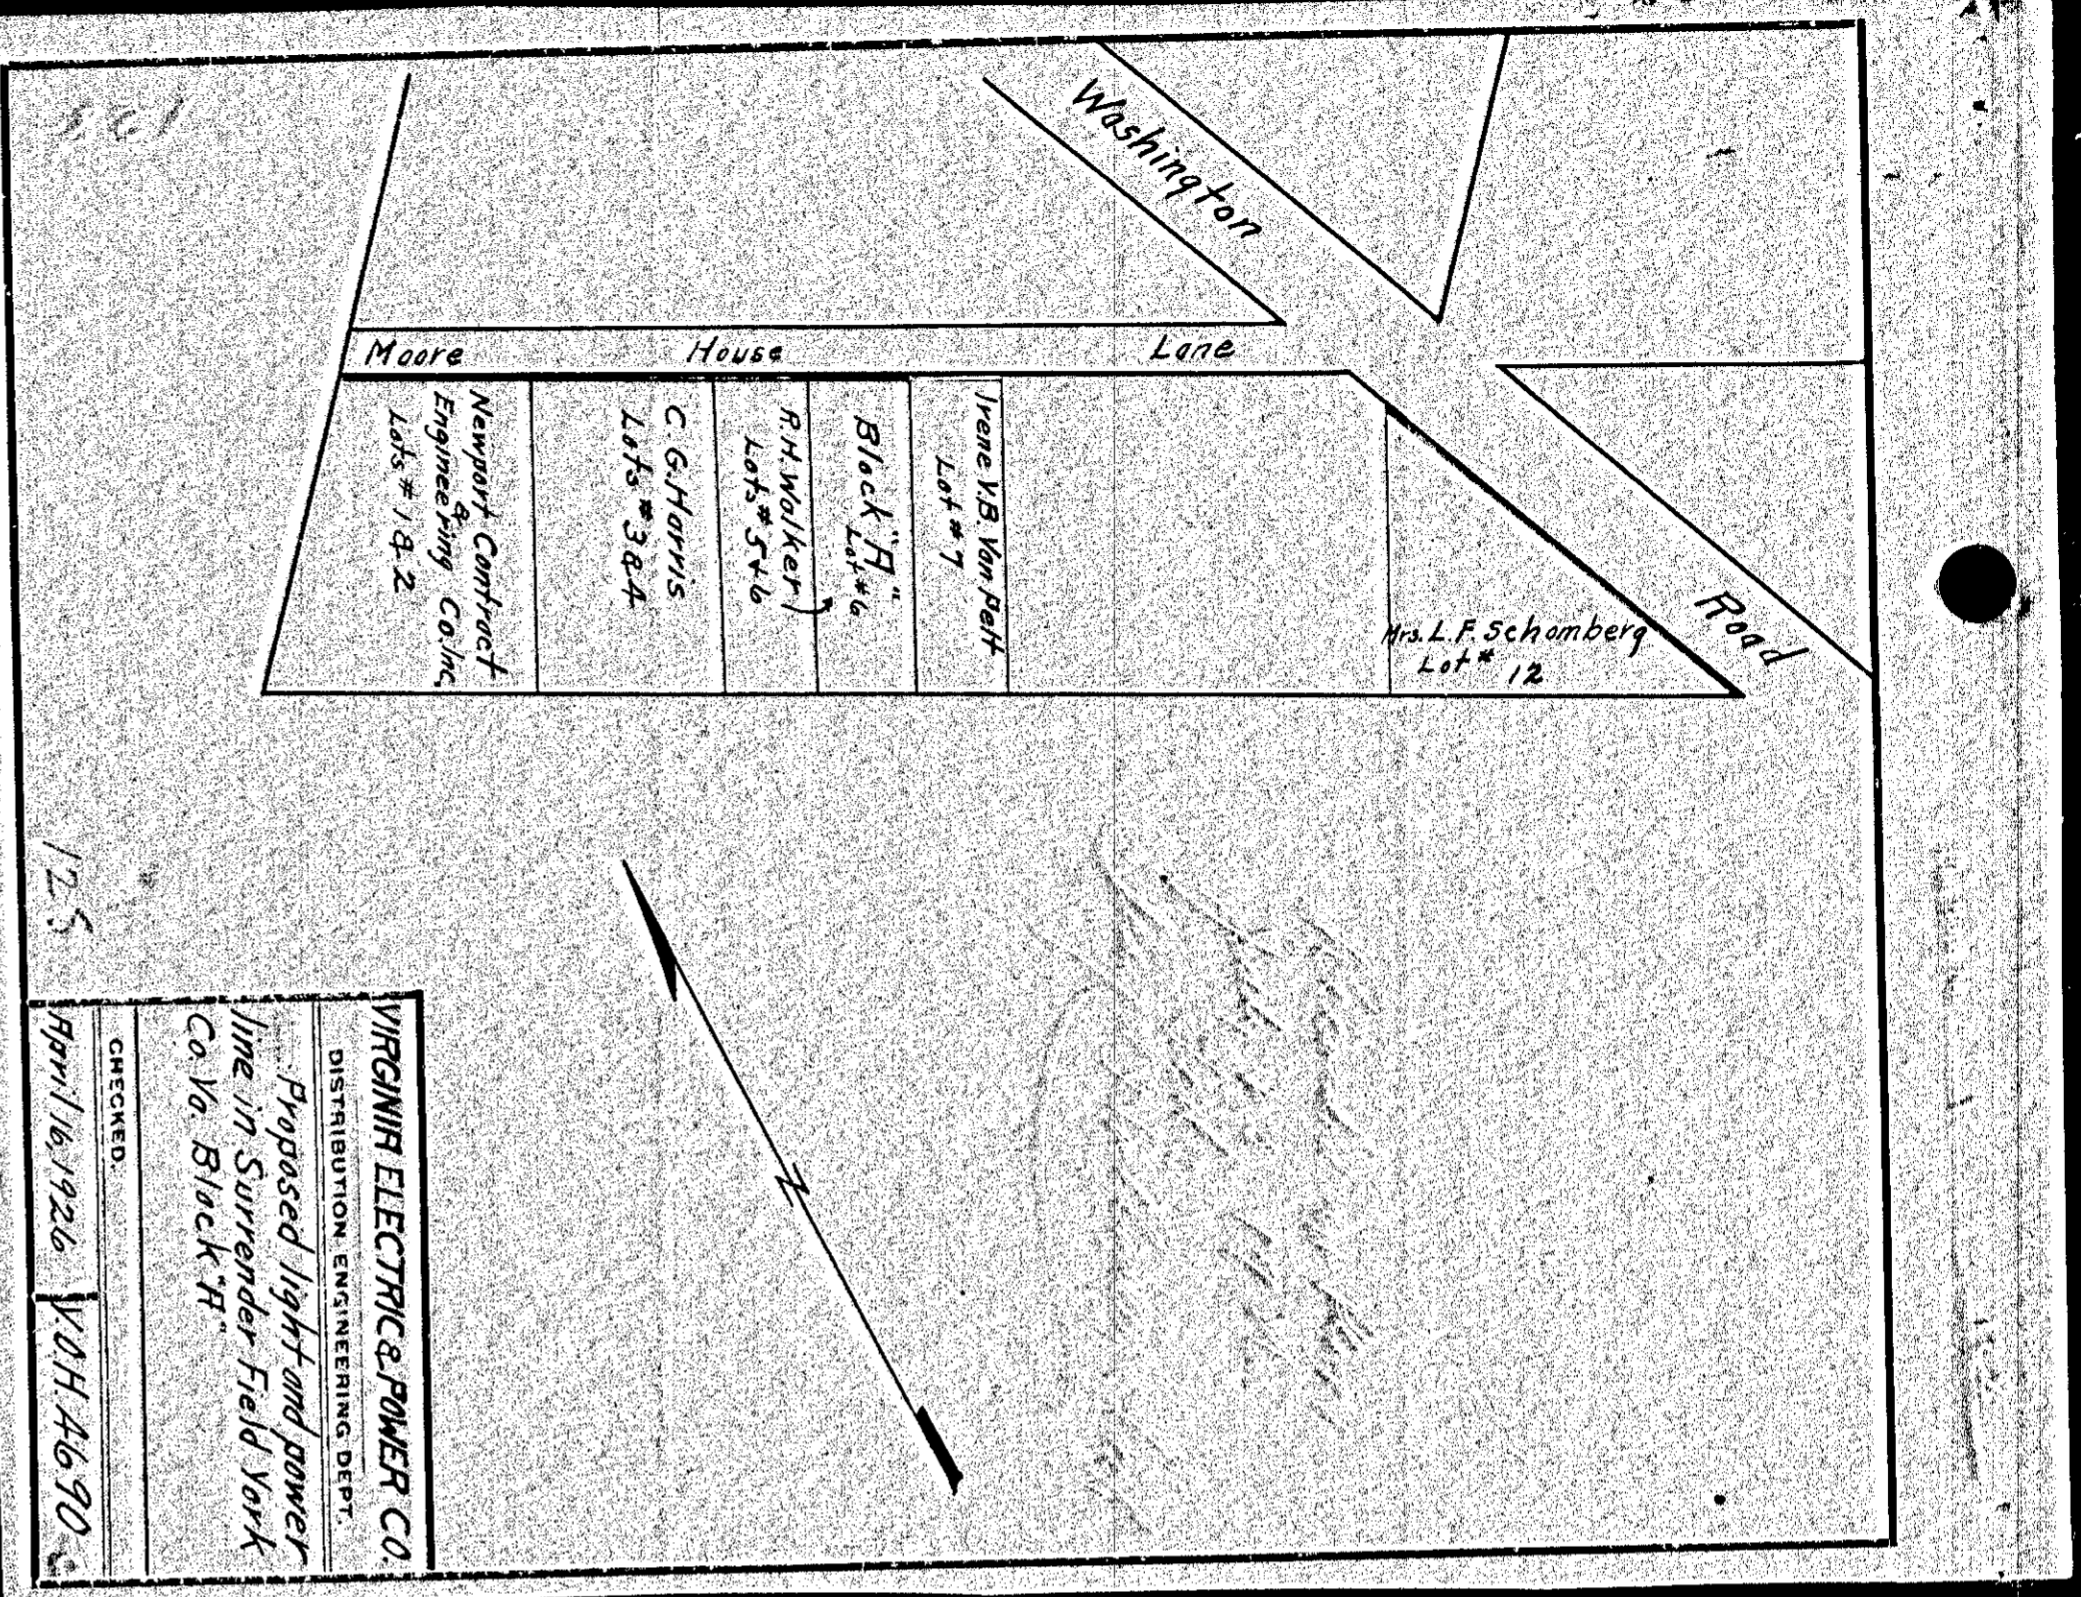 Washington
Road
Moore House Lane
Newport Contract
&
Engineering Co. Inc.
Lots # 1 & 2
C. G. Harris
Lots # 3 & 4
R. H. Walker
Lots # 5 + 6
Block "A"
Lot # 6
Irene V. B. Van Pelt
Lot # 7
Mrs. L. F. Schomberg
Lot # 12
N
125
VIRGINIA ELECTRIC & POWER CO.
DISTRIBUTION ENGINEERING DEPT.
Proposed light and power
line in Surrender Field York
Co. Va. Block "A"
CHECKED.
April 16, 1926
V.O.H. A690